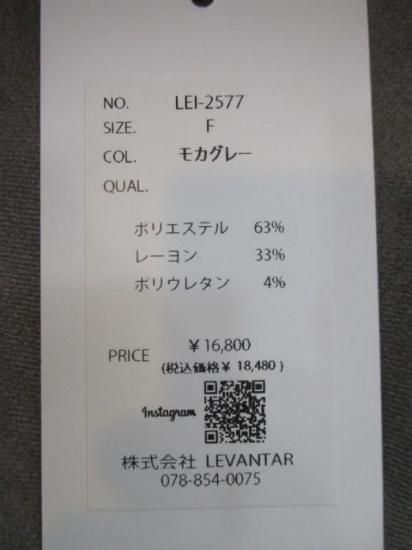 NO. LEI-2577
SIZE. F
COL. モカグレー
QUAL.
ポリエステル 63%
レーヨン 33%
ポリウレタン 4%
PRICE ¥16,800
(税込価格¥ 18,480 )
Instagram
株式会社 LEVANTAR
078-854-0075